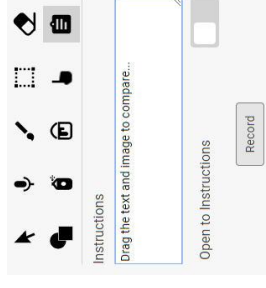 Instructions
Drag the text and image to compare...
Open to Instructions
Record